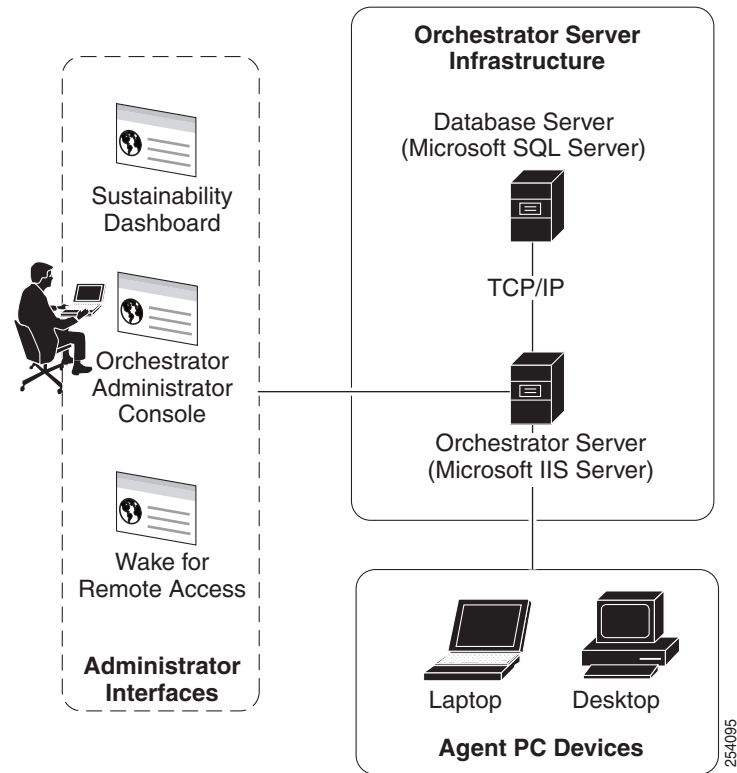 Sustainability
Dashboard
Orchestrator
Administrator
Console
Wake for
Remote Access
Administrator
Interfaces
Orchestrator Server
Infrastructure
Database Server
(Microsoft SQL Server)
TCP/IP
Orchestrator Server
(Microsoft IIS Server)
Laptop
Desktop
Agent PC Devices
254095